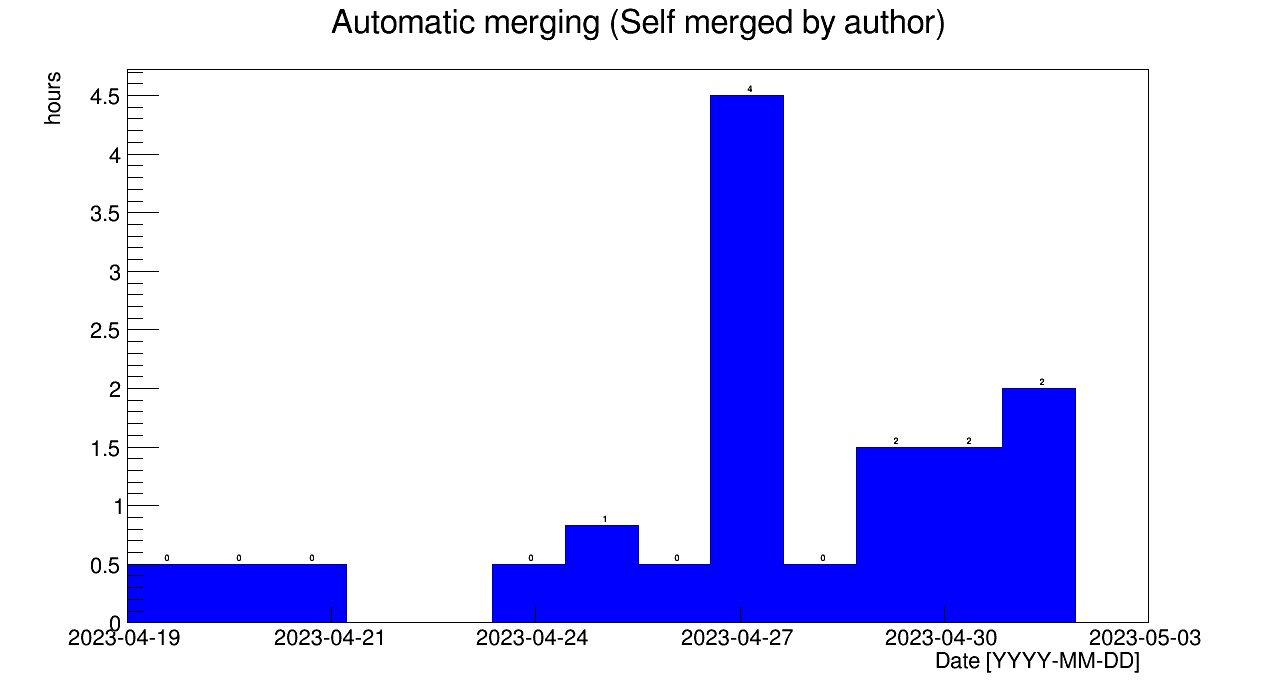 Automatic merging (Self merged by author)
hours
4.5
4
3.5
3
2.5
2
1.5
1
0.5
0
0 0 0 0 1 0 4 0 2 2 2
2023-04-19 2023-04-21 2023-04-24 2023-04-27 2023-04-30 2023-05-03
Date [YYYY-MM-DD]